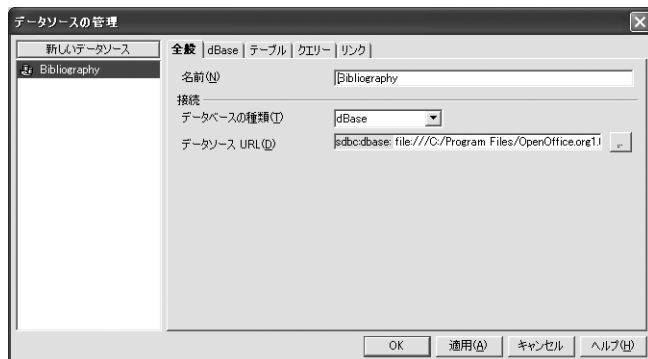 データソースの管理
新しいデータソース
Bibliography
全般 dBase テーブル クエリー リンク
名前(N) Bibliography
接続
データベースの種類(T) dBase
データソース URL(D) sdbc:dbase: file:///C:/Program Files/OpenOffice.org1.
OK 適用(A) キャンセル ヘルプ(H)